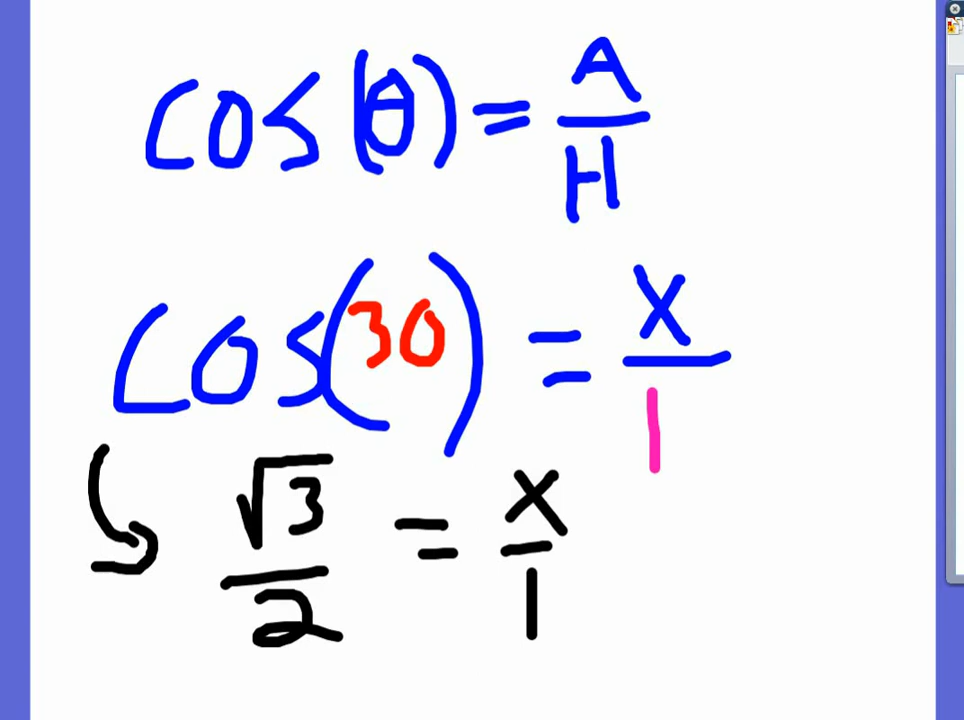 cos(θ) = A/H
cos(30) = x/1
√3/2 = x/1